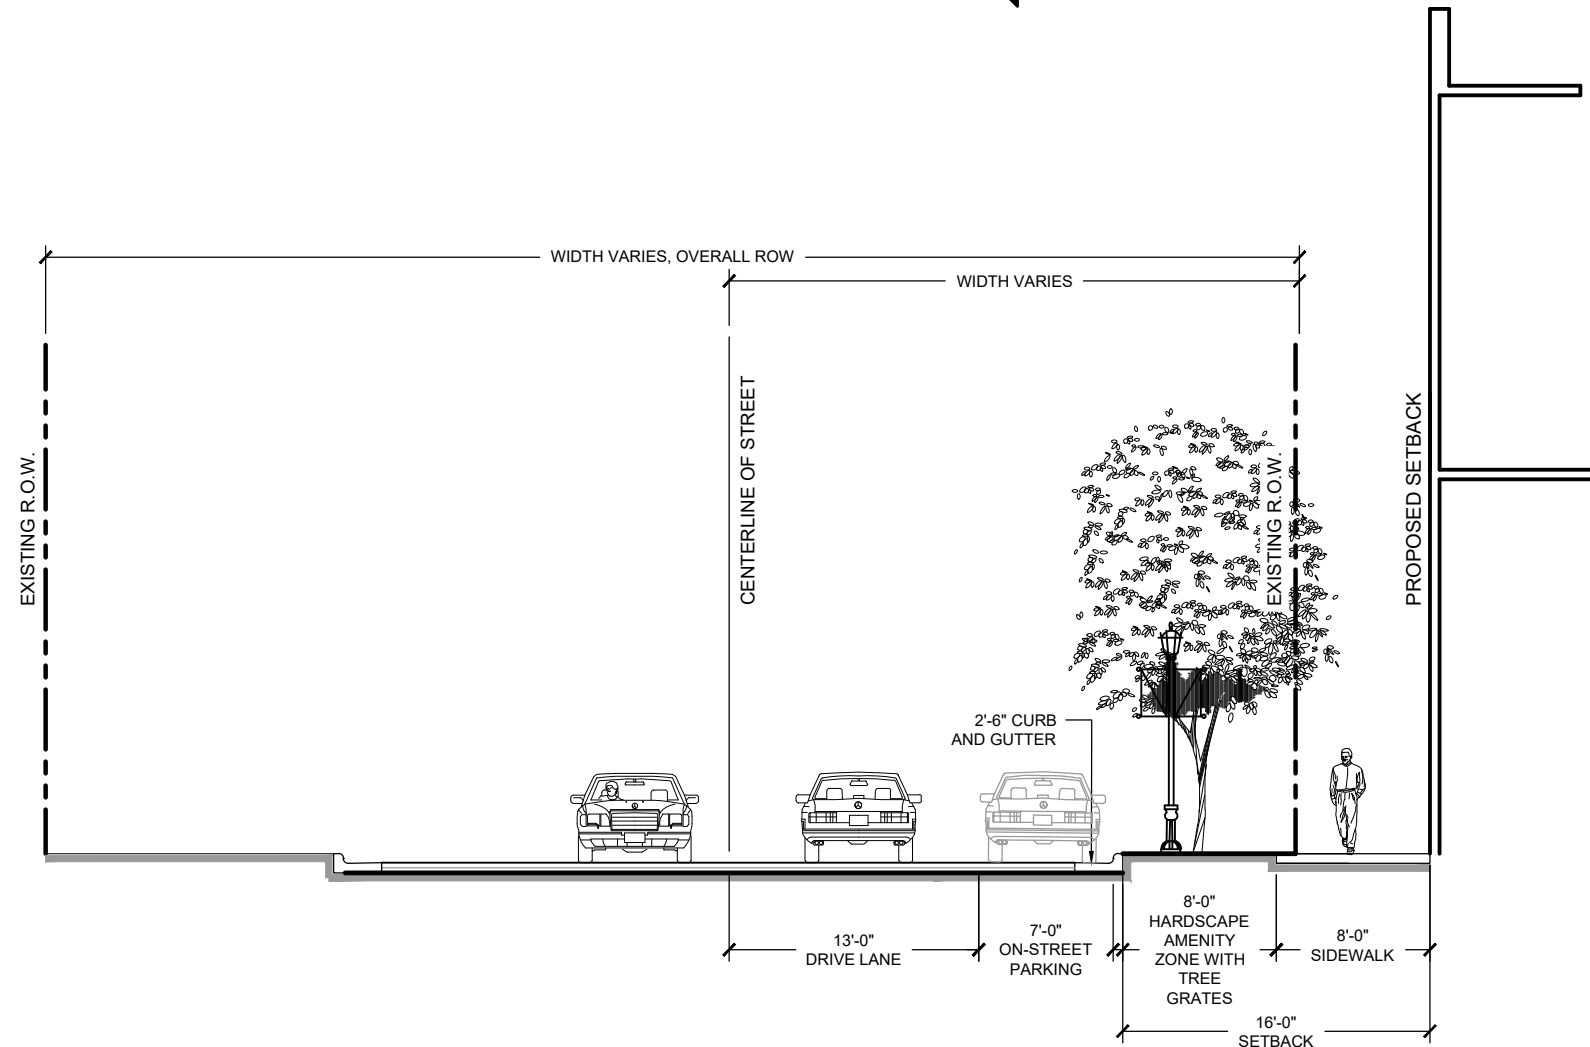 WIDTH VARIES, OVERALL ROW
WIDTH VARIES
EXISTING R.O.W.
CENTERLINE OF STREET
EXISTING R.O.W.
PROPOSED SETBACK
2'-6" CURB
AND GUTTER
13'-0"
DRIVE LANE
7'-0"
ON-STREET
PARKING
8'-0"
HARDSCAPE
AMENITY
ZONE WITH
TREE
GRATES
8'-0"
SIDEWALK
16'-0"
SETBACK